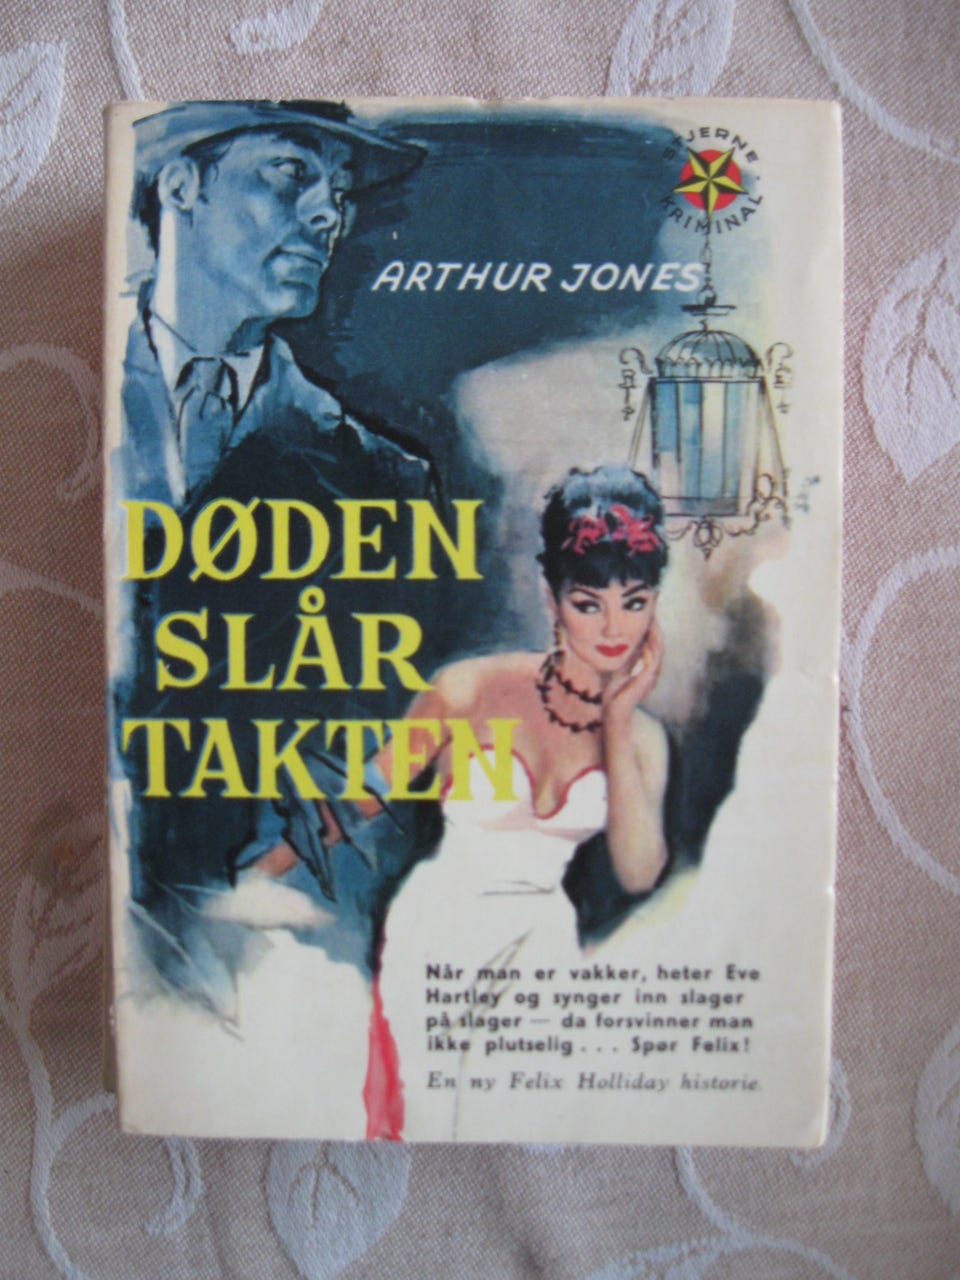 STJERNE · KRIMINAL
ARTHUR JONES
DØDEN
SLÅR
TAKTEN
Når man er vakker, heter Eve
Hartley og synger inn slager
på slager — da forsvinner man
ikke plutselig . . . Spør Felix!
En ny Felix Holliday historie.